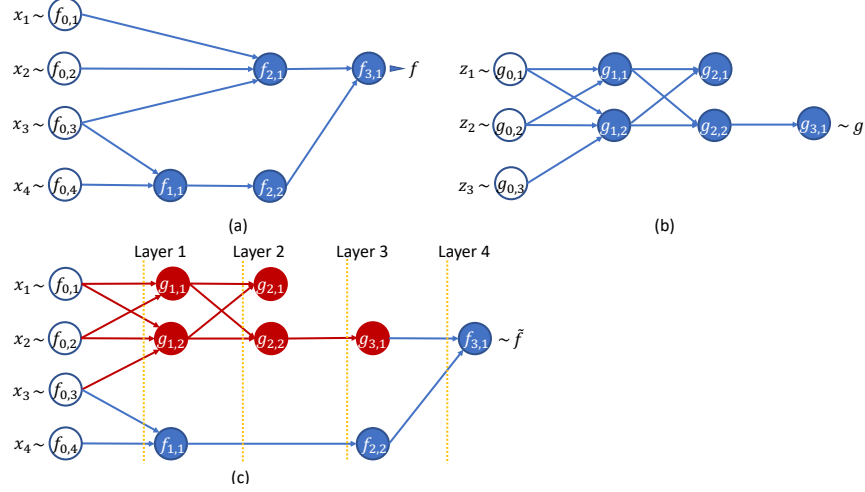 x₁ ~ f₀,₁
x₂ ~ f₀,₂
f₂,₁
f₃,₁
f
x₃ ~ f₀,₃
x₄ ~ f₀,₄
f₁,₁
f₂,₂
(a)
z₁ ~ g₀,₁
g₁,₁
g₂,₁
z₂ ~ g₀,₂
g₁,₂
g₂,₂
g₃,₁ ~ g
z₃ ~ g₀,₃
(b)
Layer 1 Layer 2 Layer 3 Layer 4
x₁ ~ f₀,₁
g₁,₁
g₂,₁
x₂ ~ f₀,₂
g₁,₂
g₂,₂
g₃,₁
f₃,₁ ~ f̃
x₃ ~ f₀,₃
x₄ ~ f₀,₄
f₁,₁
f₂,₂
(c)